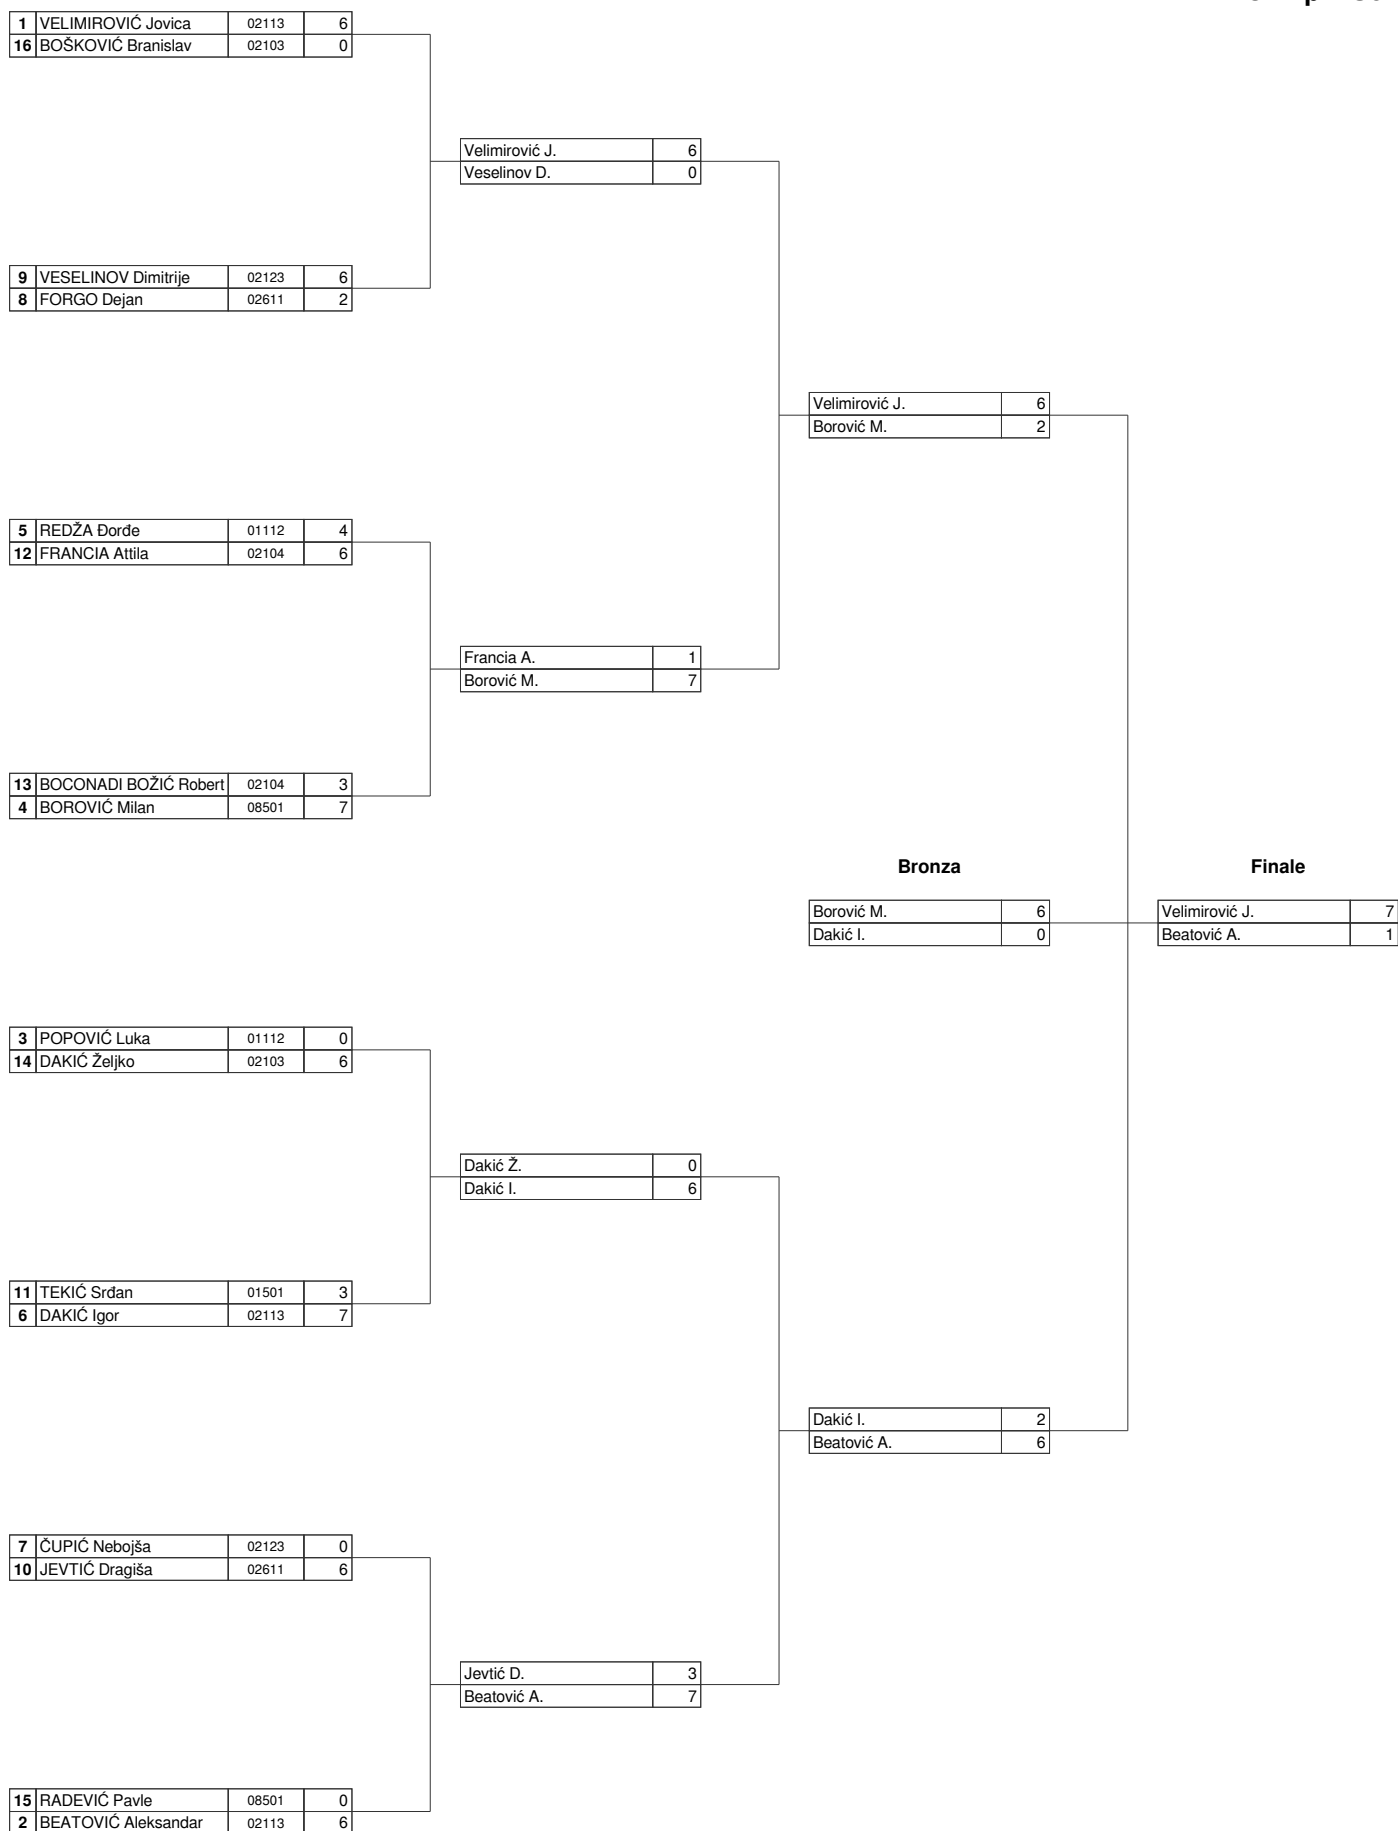 1 VELIMIROVIĆ Jovica 02113 6
16 BOŠKOVIĆ Branislav 02103 0
Velimirović J. 6
Veselinov D. 0
9 VESELINOV Dimitrije 02123 6
8 FORGO Dejan 02611 2
Velimirović J. 6
Borović M. 2
5 REDŽA Đorđe 01112 4
12 FRANCIA Attila 02104 6
Francia A. 1
Borović M. 7
13 BOCONADI BOŽIĆ Robert 02104 3
4 BOROVIĆ Milan 08501 7
Bronza Finale
Borović M. 6 Velimirović J. 7
Dakić I. 0 Beatović A. 1
3 POPOVIĆ Luka 01112 0
14 DAKIĆ Željko 02103 6
Dakić Ž. 0
Dakić I. 6
11 TEKIĆ Srđan 01501 3
6 DAKIĆ Igor 02113 7
Dakić I. 2
Beatović A. 6
7 ČUPIĆ Nebojša 02123 0
10 JEVTIĆ Dragiša 02611 6
Jevtić D. 3
Beatović A. 7
15 RADEVIĆ Pavle 08501 0
2 BEATOVIĆ Aleksandar 02113 6